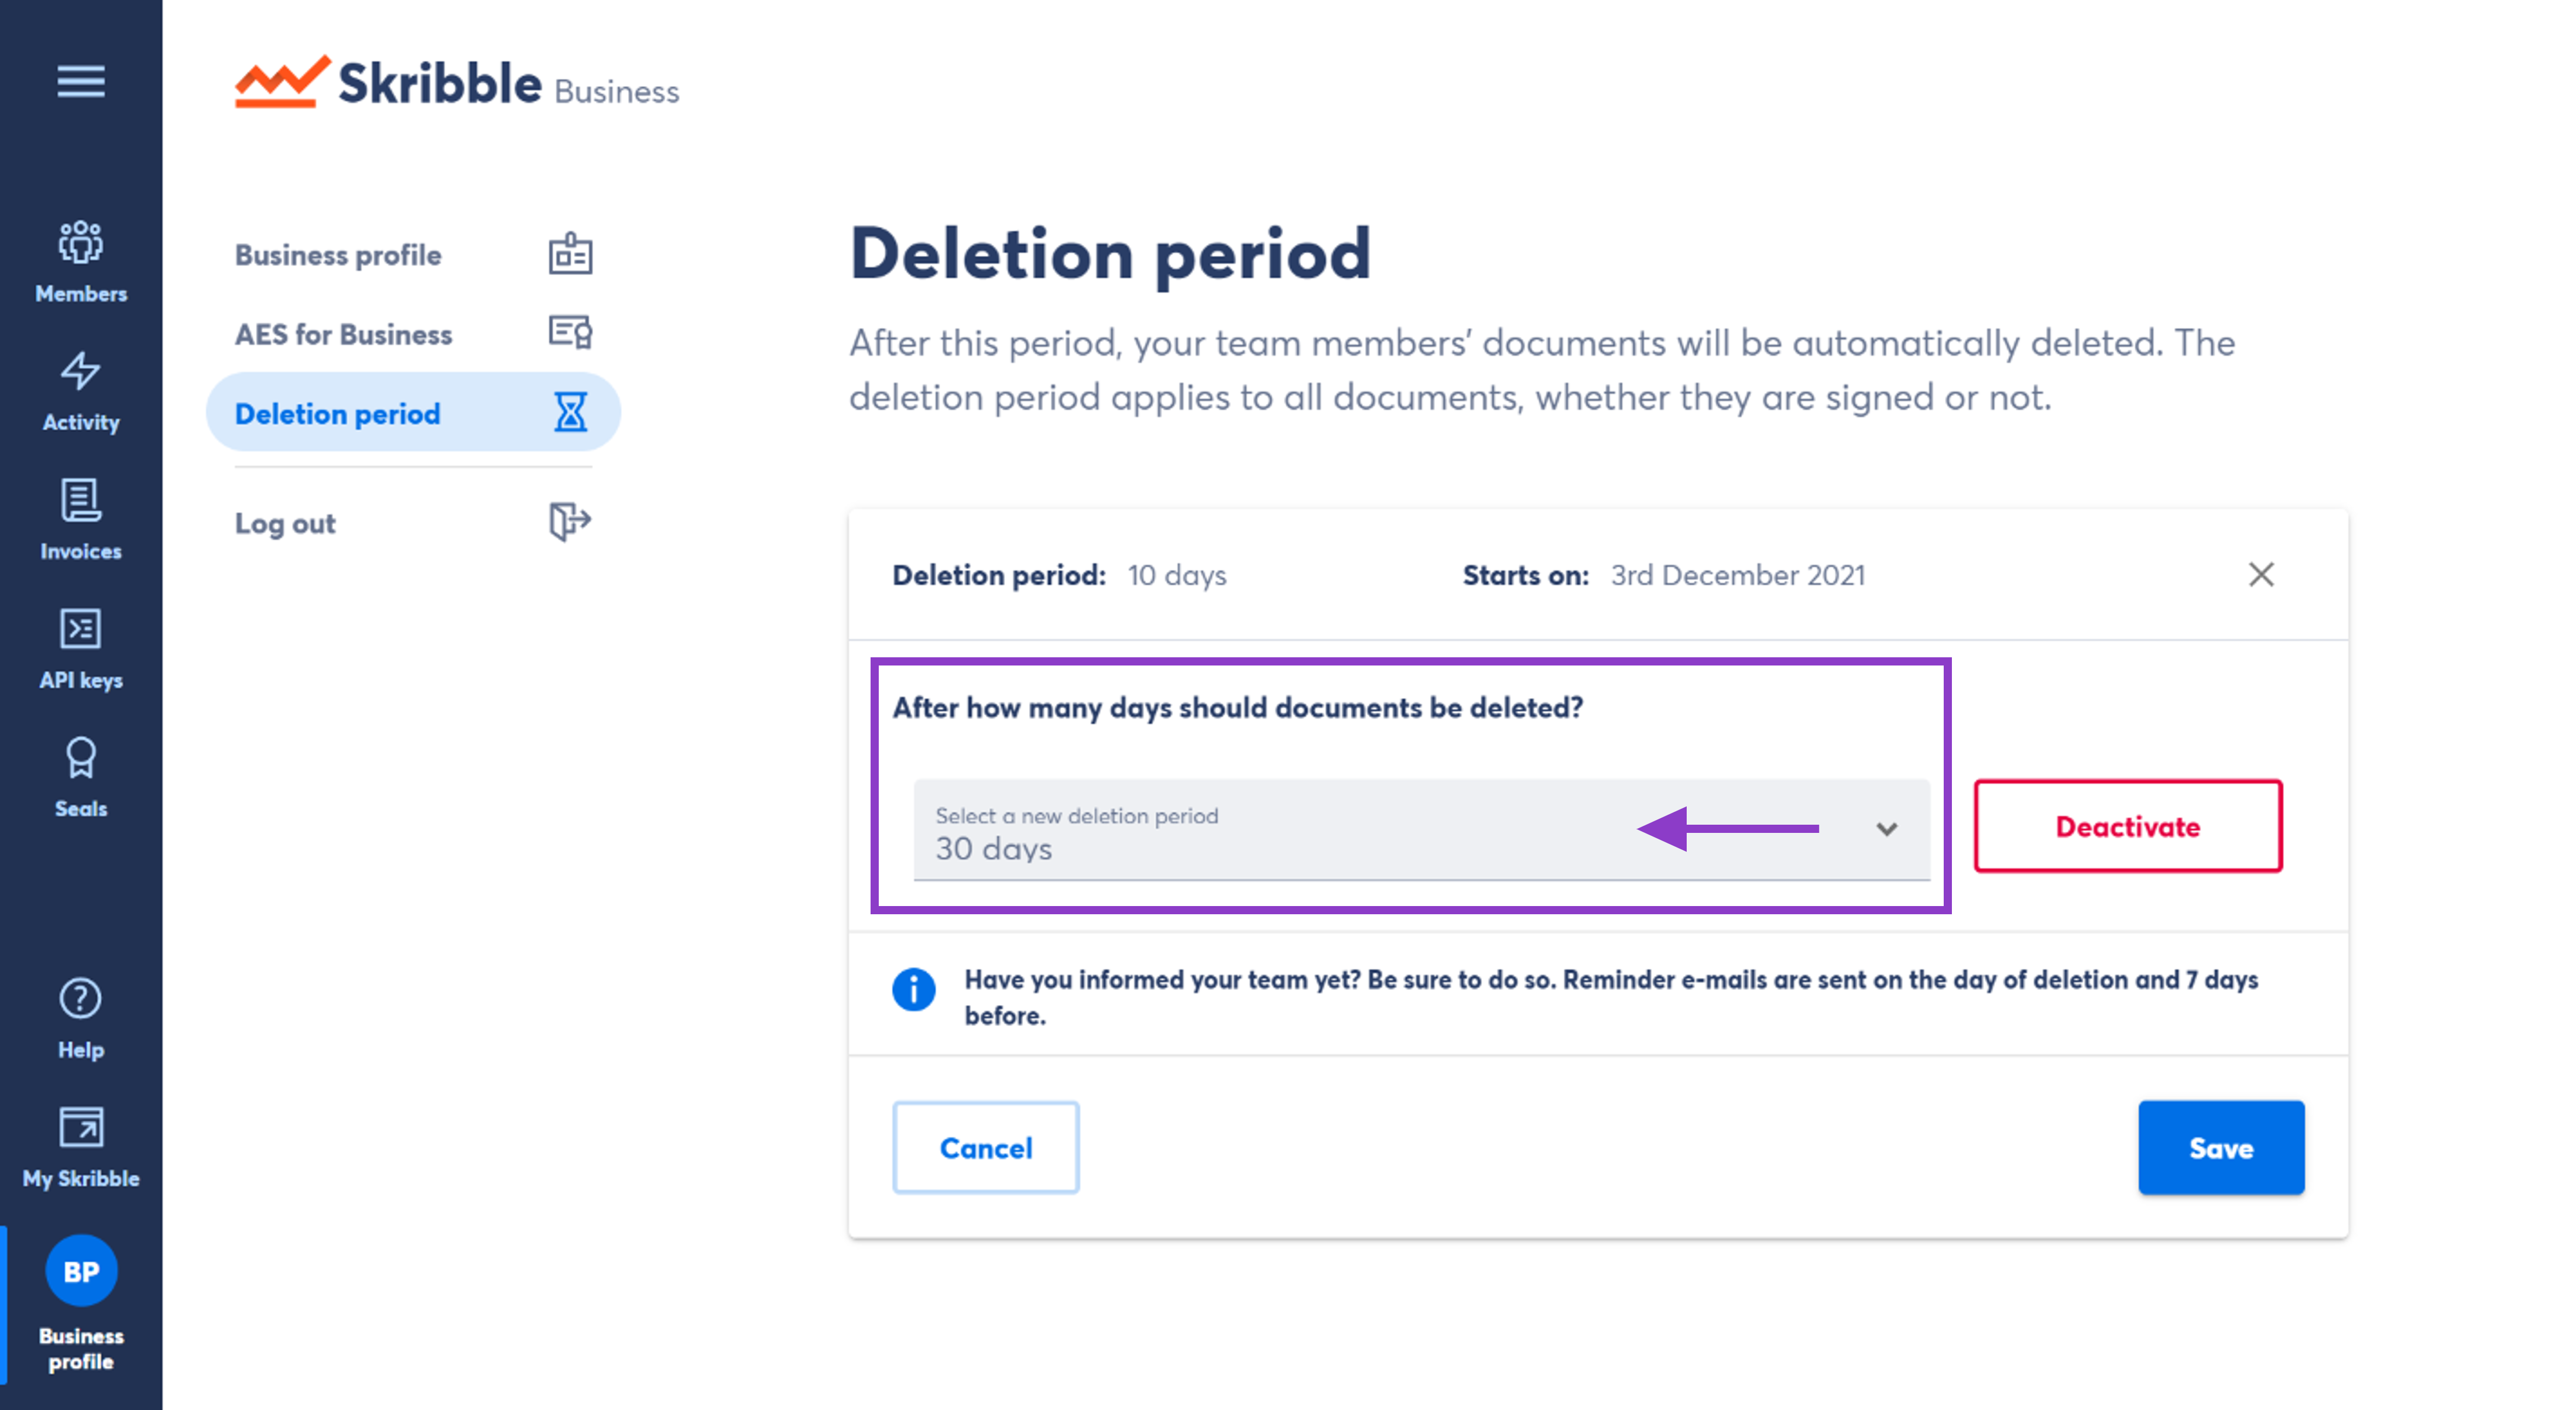 Skribble Business
Members
Activity
Invoices
API keys
Seals
Help
My Skribble
BP
Business
profile
Business profile
AES for Business
Deletion period
Log out
Deletion period
After this period, your team members’ documents will be automatically deleted. The
deletion period applies to all documents, whether they are signed or not.
Deletion period: 10 days
Starts on: 3rd December 2021
After how many days should documents be deleted?
Select a new deletion period
30 days
Deactivate
Have you informed your team yet? Be sure to do so. Reminder e-mails are sent on the day of deletion and 7 days
before.
Cancel
Save